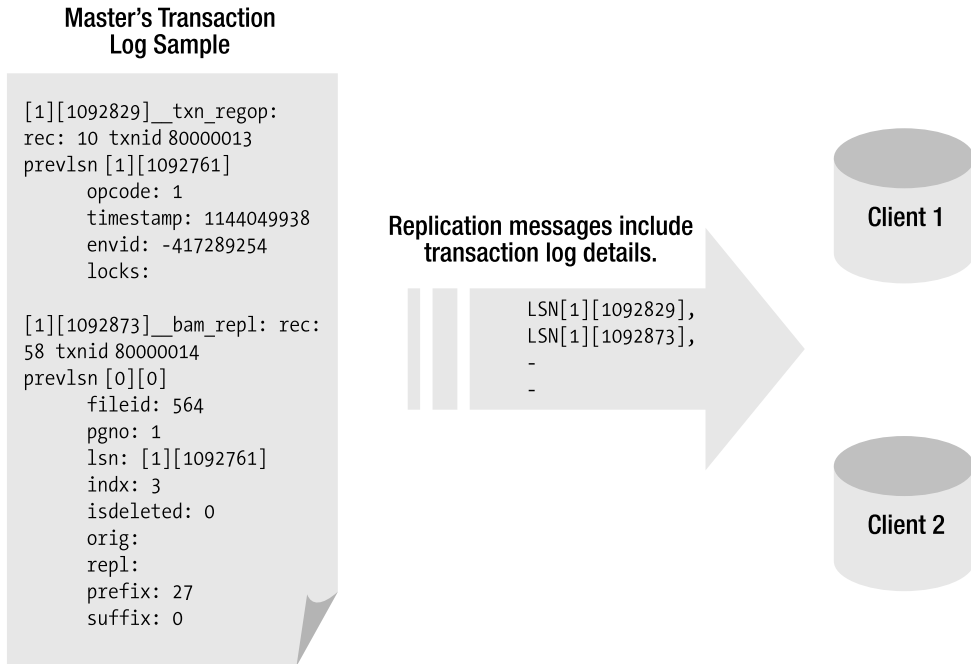 Master's Transaction
Log Sample
[1][1092829]__txn_regop:
rec: 10 txnid 80000013
prevlsn [1][1092761]
opcode: 1
timestamp: 1144049938
envid: -417289254
locks:
[1][1092873]__bam_repl: rec:
58 txnid 80000014
prevlsn [0][0]
fileid: 564
pgno: 1
lsn: [1][1092761]
indx: 3
isdeleted: 0
orig:
repl:
prefix: 27
suffix: 0
Replication messages include
transaction log details.
LSN[1][1092829],
LSN[1][1092873],
-
-
Client 1
Client 2